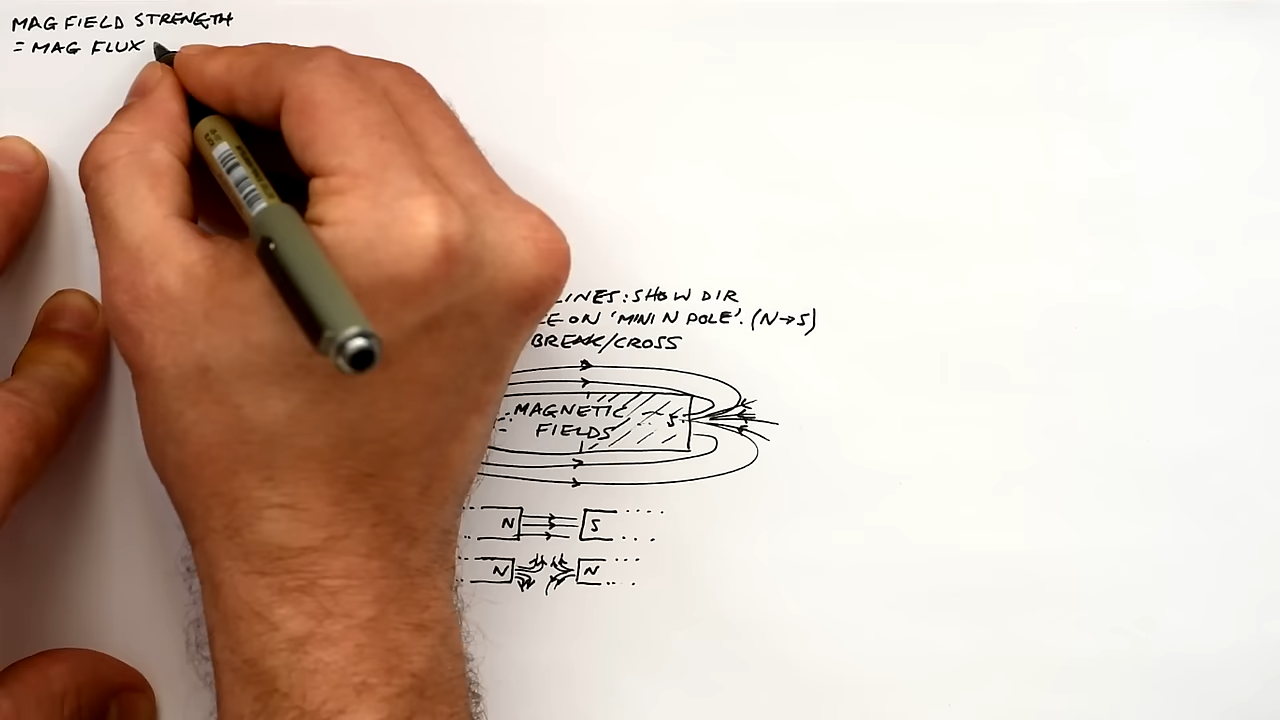 MAG FIELD STRENGTH
= MAG FLUX
LINES: SHOW DIR
ON 'MINI N POLE'. (N→S)
BREAK/CROSS
MAGNETIC S
FIELDS
N S
N N